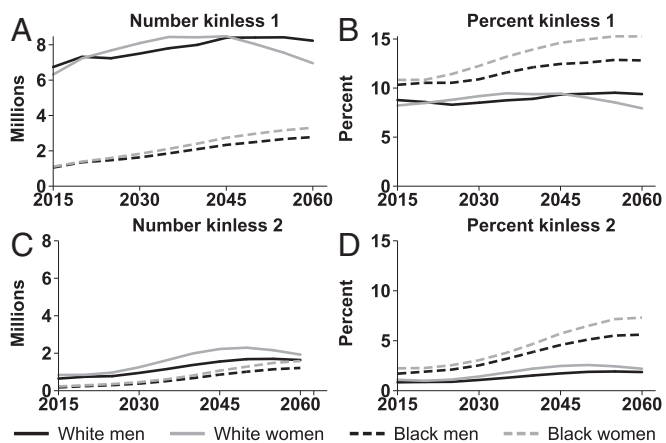 A
Number kinless 1
8
6
4
2
0
Millions
2015 2030 2045 2060
B
Percent kinless 1
15
10
5
0
Percent
2015 2030 2045 2060
C
Number kinless 2
8
6
4
2
0
Millions
2015 2030 2045 2060
D
Percent kinless 2
15
10
5
0
Percent
2015 2030 2045 2060
White men White women Black men Black women